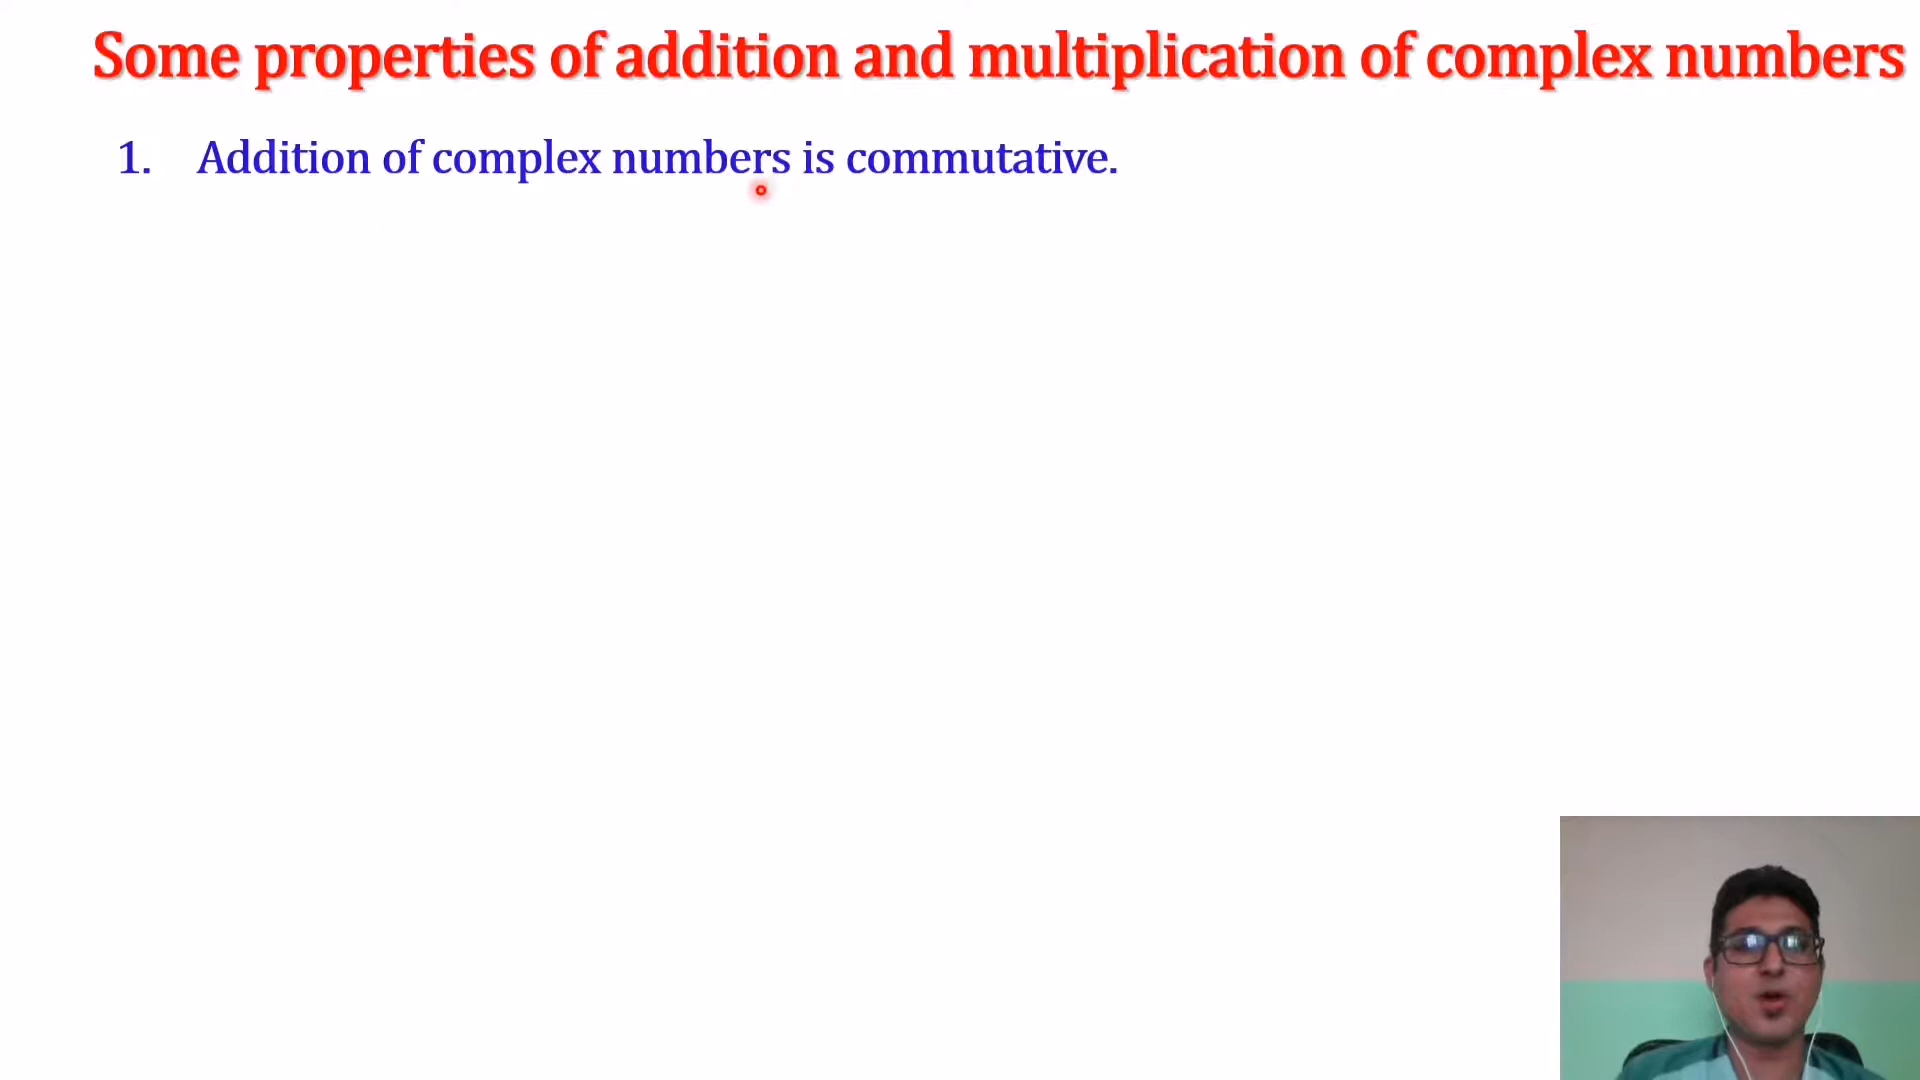 Some properties of addition and multiplication of complex numbers
1. Addition of complex numbers is commutative.